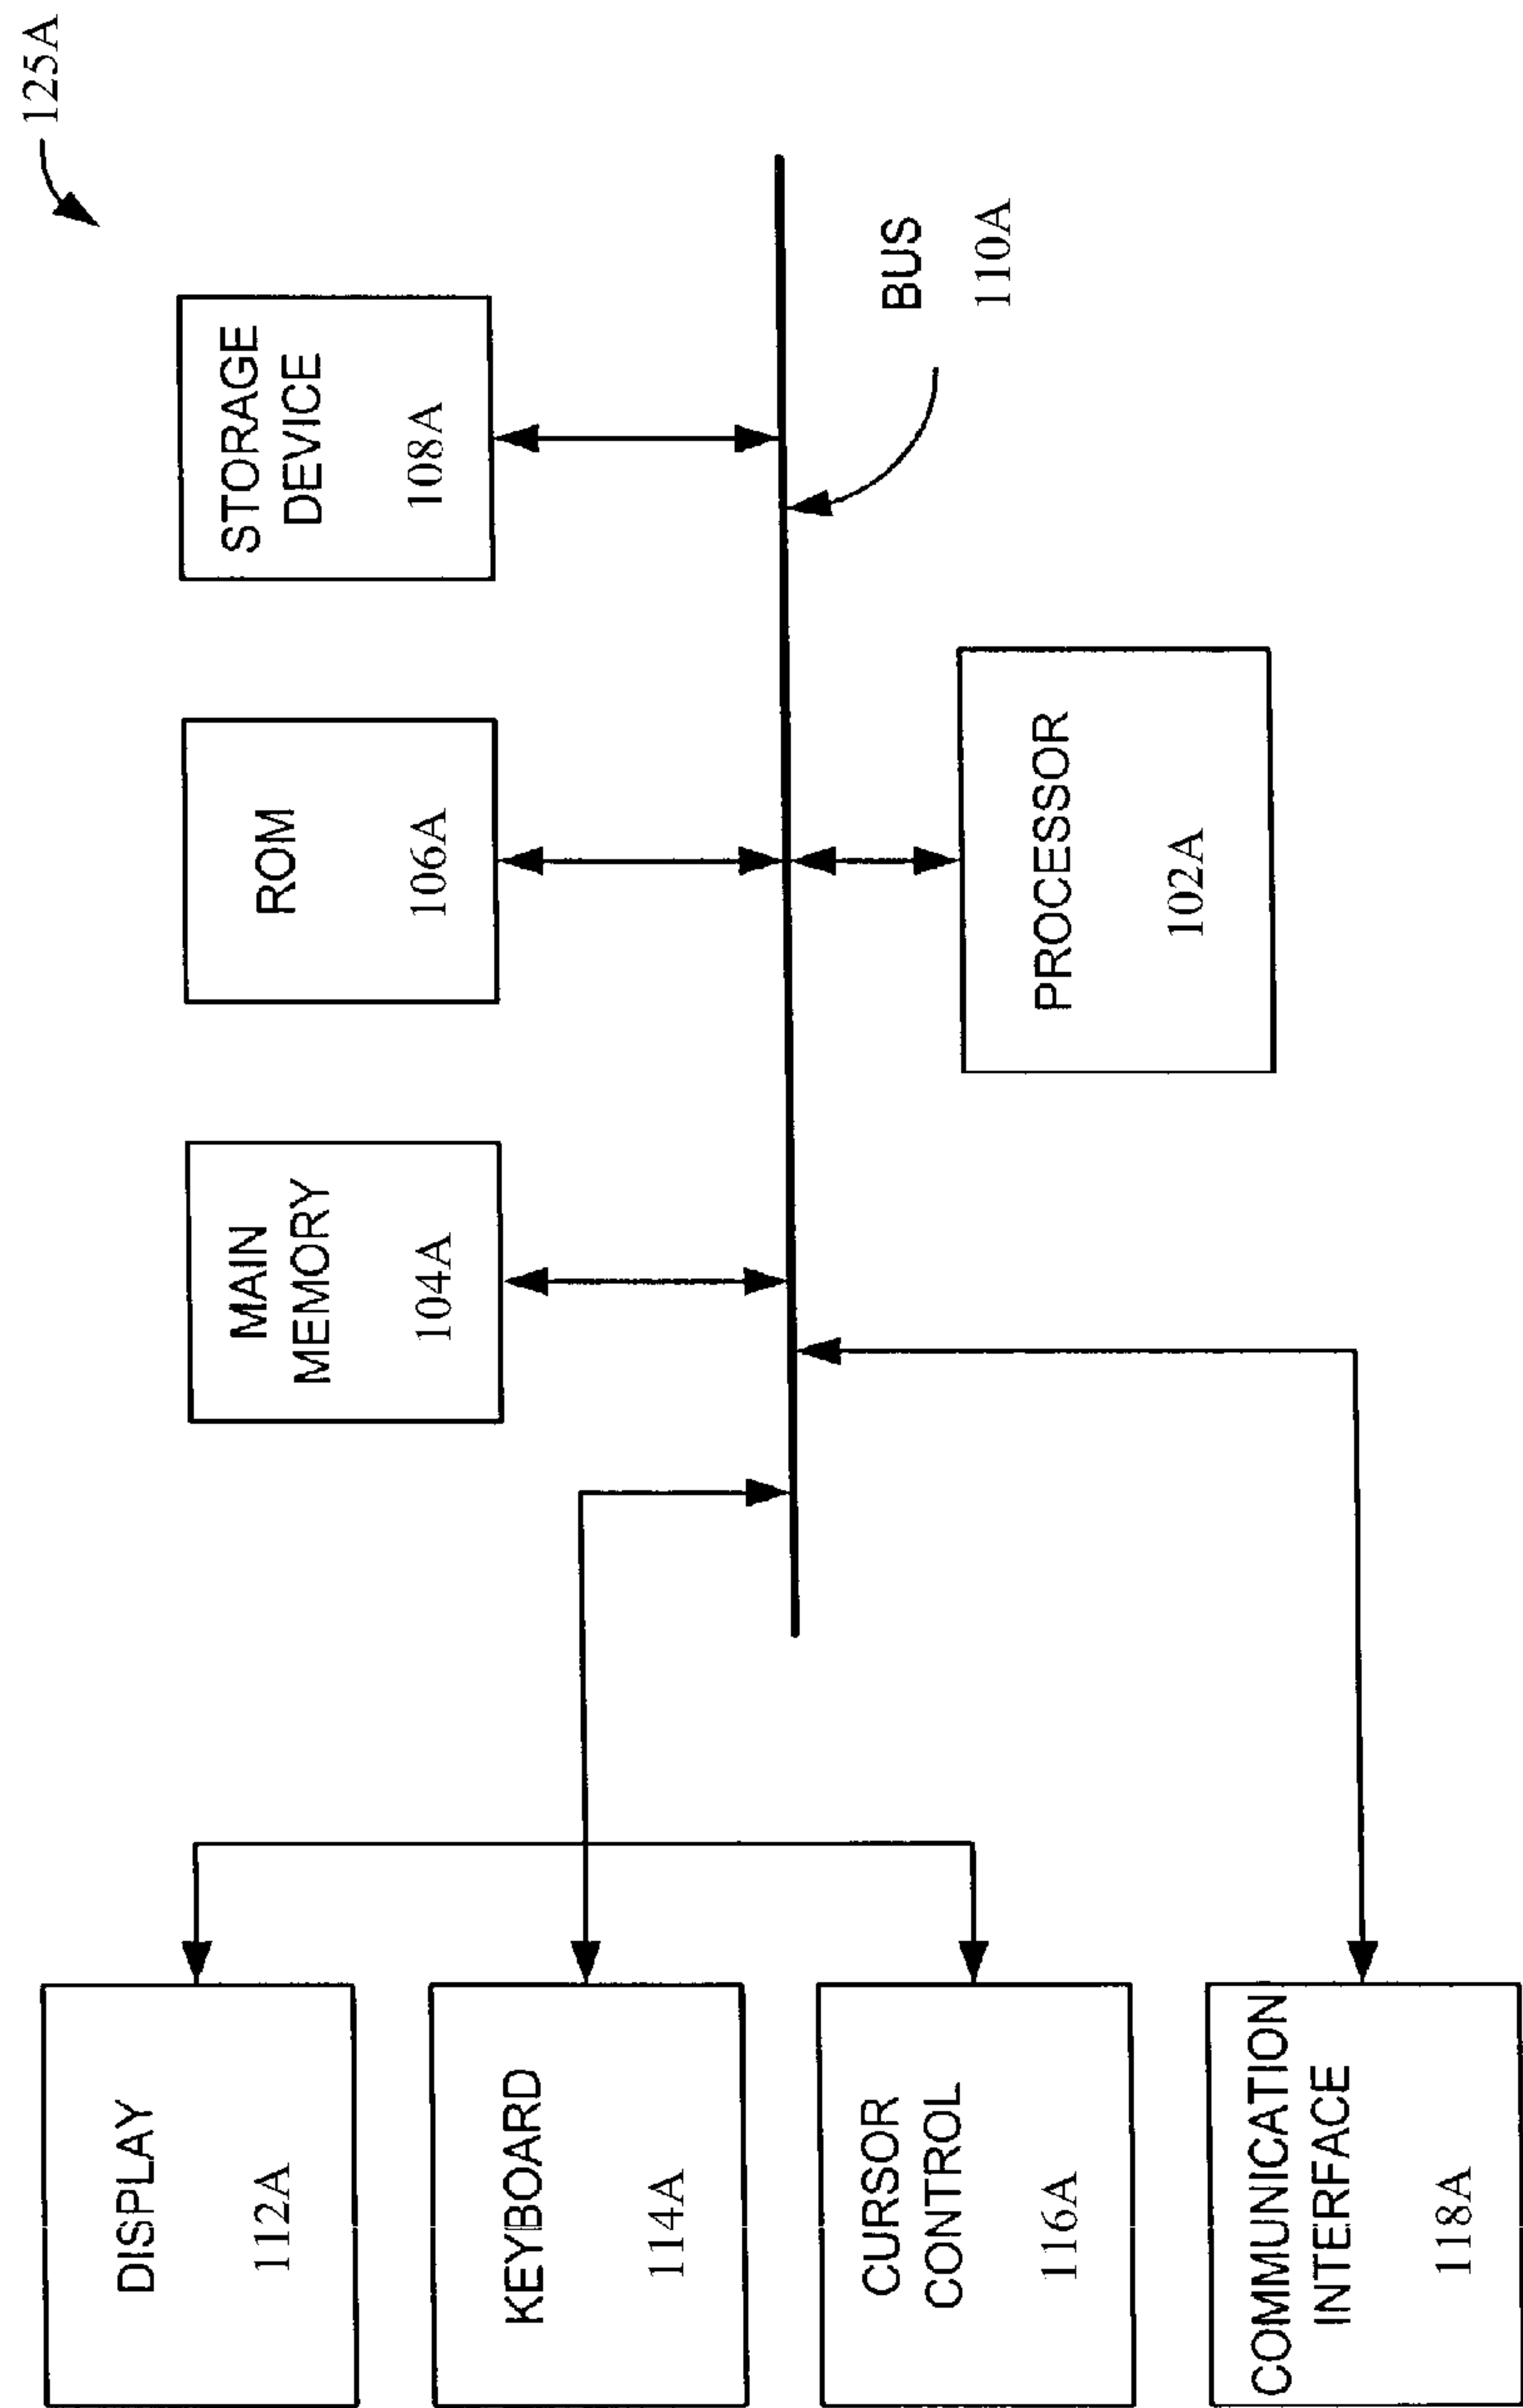 125A
DISPLAY
112A
KEYBOARD
114A
CURSOR
CONTROL
116A
COMMUNICATION
INTERFACE
118A
MAIN
MEMORY
104A
ROM
106A
STORAGE
DEVICE
108A
BUS
110A
PROCESSOR
102A